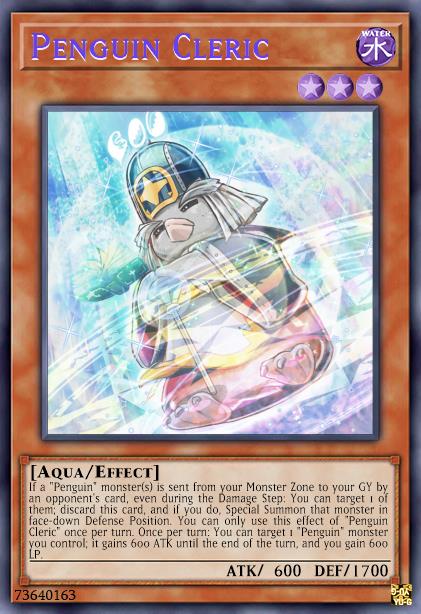 PENGUIN CLERIC
WATER
水
[AQUA/EFFECT]
If a "Penguin" monster(s) is sent from your Monster Zone to your GY by
an opponent's card, even during the Damage Step: You can target 1 of
them; discard this card, and if you do, Special Summon that monster in
face-down Defense Position. You can only use this effect of "Penguin
Cleric" once per turn. Once per turn: You can target 1 "Penguin" monster
you control; it gains 600 ATK until the end of the turn, and you gain 600
LP.
ATK/ 600 DEF/1700
73640163